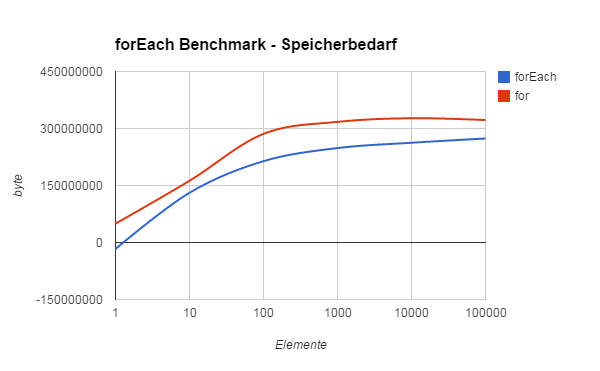 forEach Benchmark - Speicherbedarf
450000000
300000000
150000000
0
-150000000
byte
1 10 100 1000 10000 100000
Elemente
forEach
for